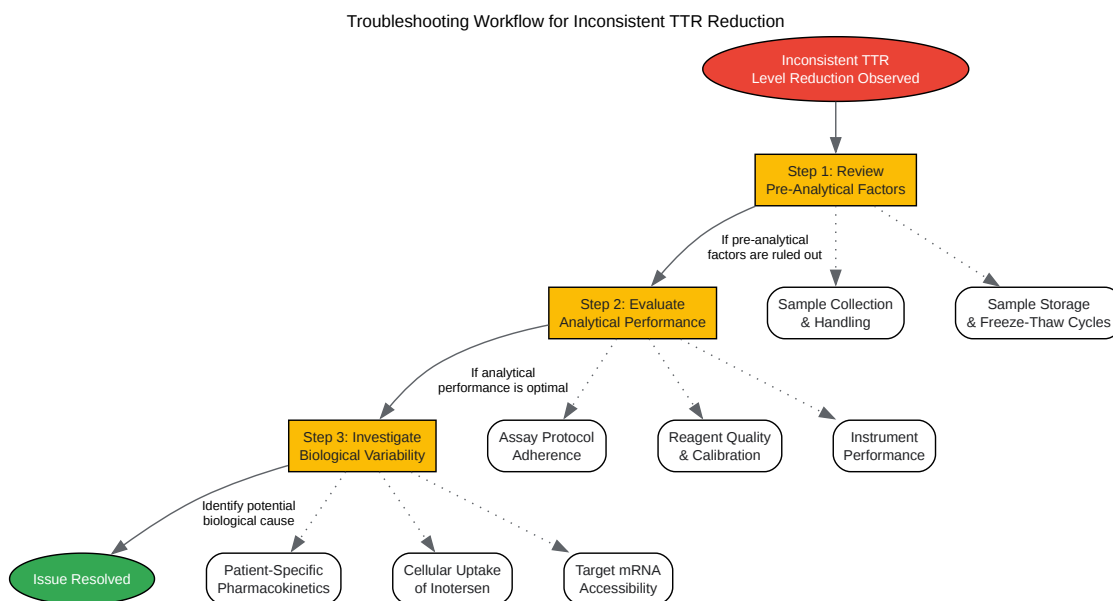 Troubleshooting Workflow for Inconsistent TTR Reduction
Inconsistent TTR
Level Reduction Observed
Step 1: Review
Pre-Analytical Factors
If pre-analytical
factors are ruled out
Step 2: Evaluate
Analytical Performance
Sample Collection
& Handling
Sample Storage
& Freeze-Thaw Cycles
If analytical
performance is optimal
Step 3: Investigate
Biological Variability
Assay Protocol
Adherence
Reagent Quality
& Calibration
Instrument
Performance
Identify potential
biological cause
Issue Resolved
Patient-Specific
Pharmacokinetics
Cellular Uptake
of Inotersen
Target mRNA
Accessibility